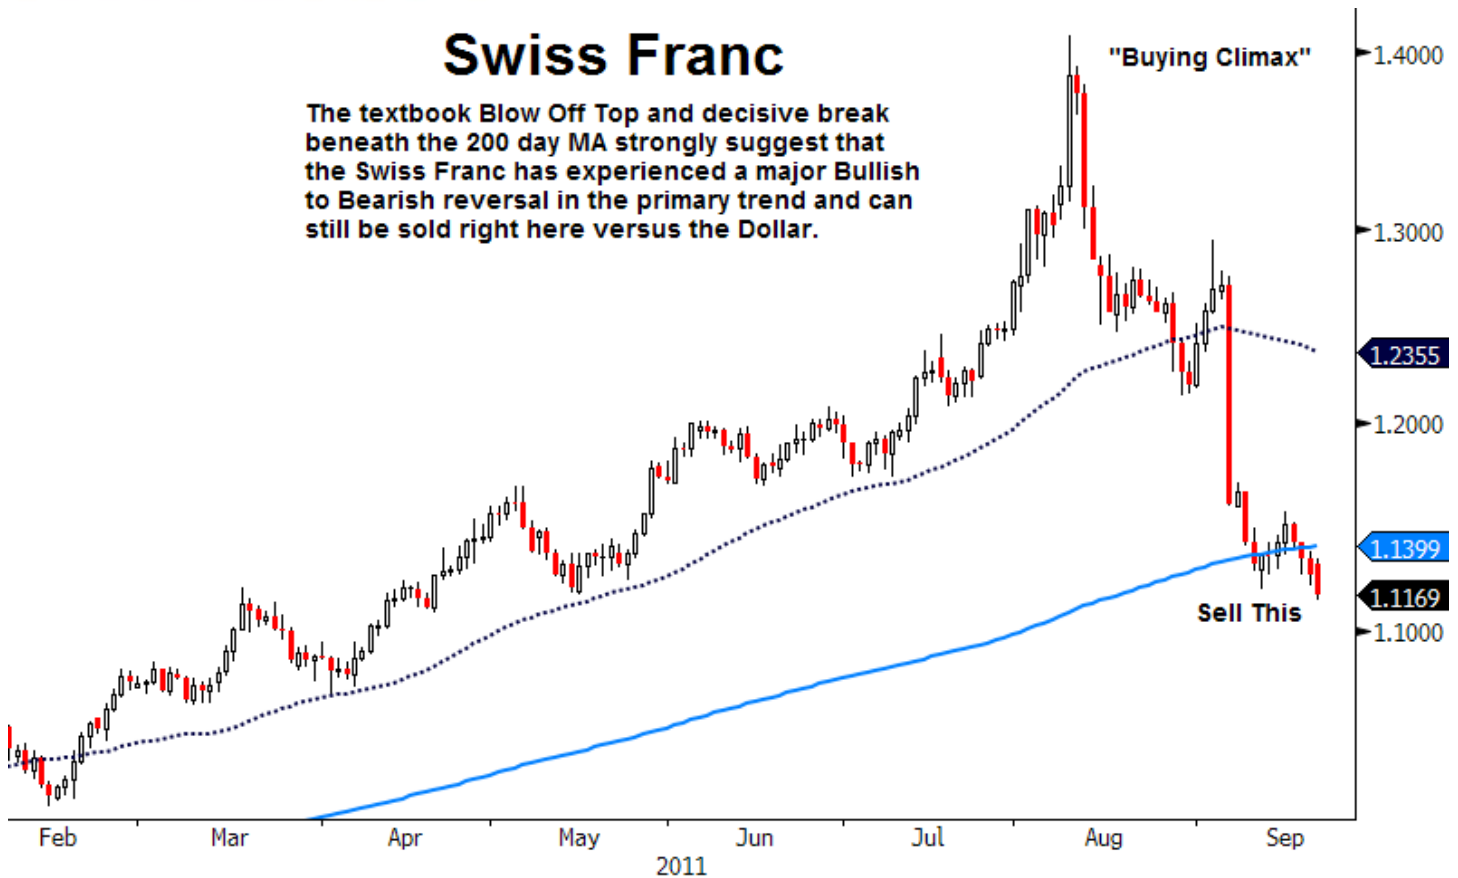 Swiss Franc
"Buying Climax"
The textbook Blow Off Top and decisive break
beneath the 200 day MA strongly suggest that
the Swiss Franc has experienced a major Bullish
to Bearish reversal in the primary trend and can
still be sold right here versus the Dollar.
1.4000
1.3000
1.2355
1.2000
1.1399
1.1169
Sell This
1.1000
Feb Mar Apr May Jun Jul Aug Sep
2011